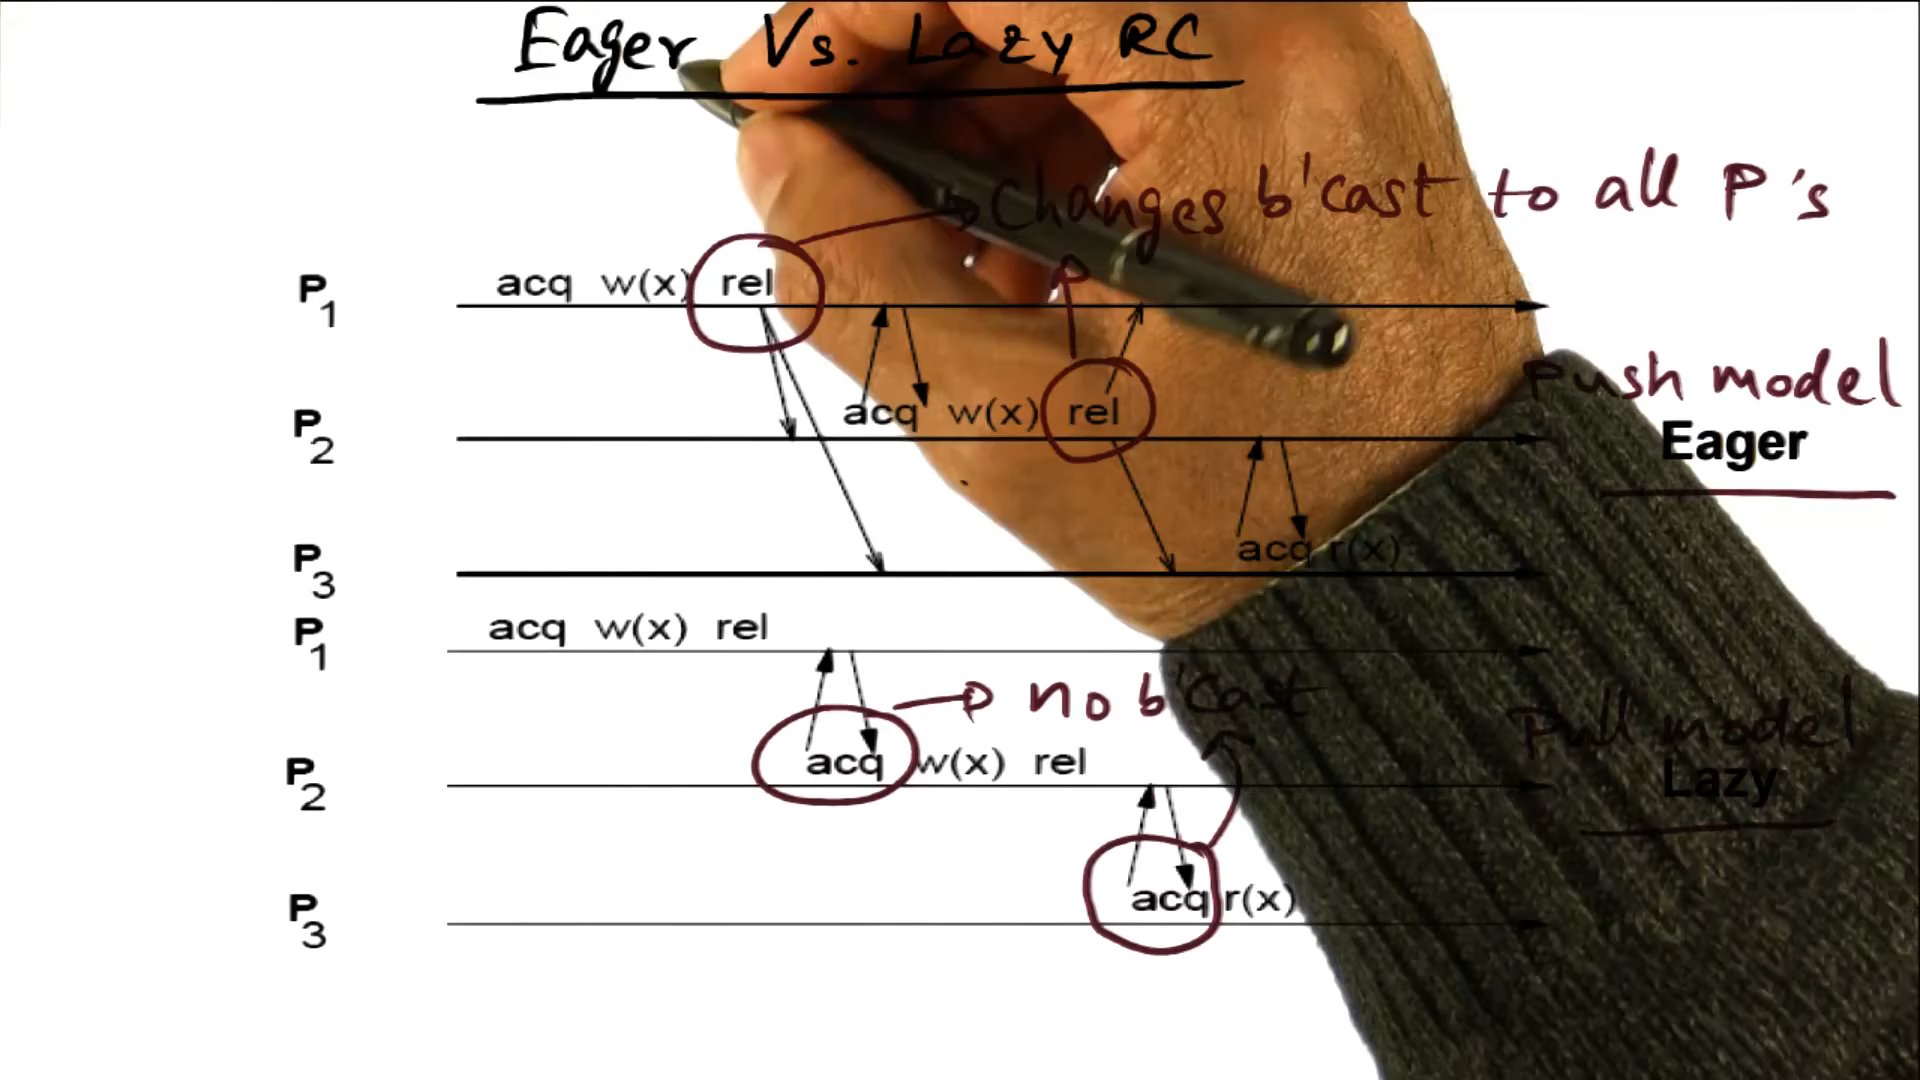 Eager Vs. Lazy RC
Changes b'cast to all P's
P1 acq w(x) rel
Push model
P2 acq w(x) rel
Eager
P3 acq r(x)
P1 acq w(x) rel
no b'cast
Pull model
P2 acq w(x) rel
Lazy
P3 acq r(x)